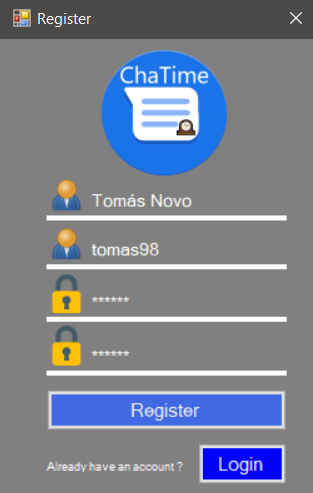 Register
ChaTime
Tomás Novo
tomas98
******
******
Register
Already have an account ?
Login